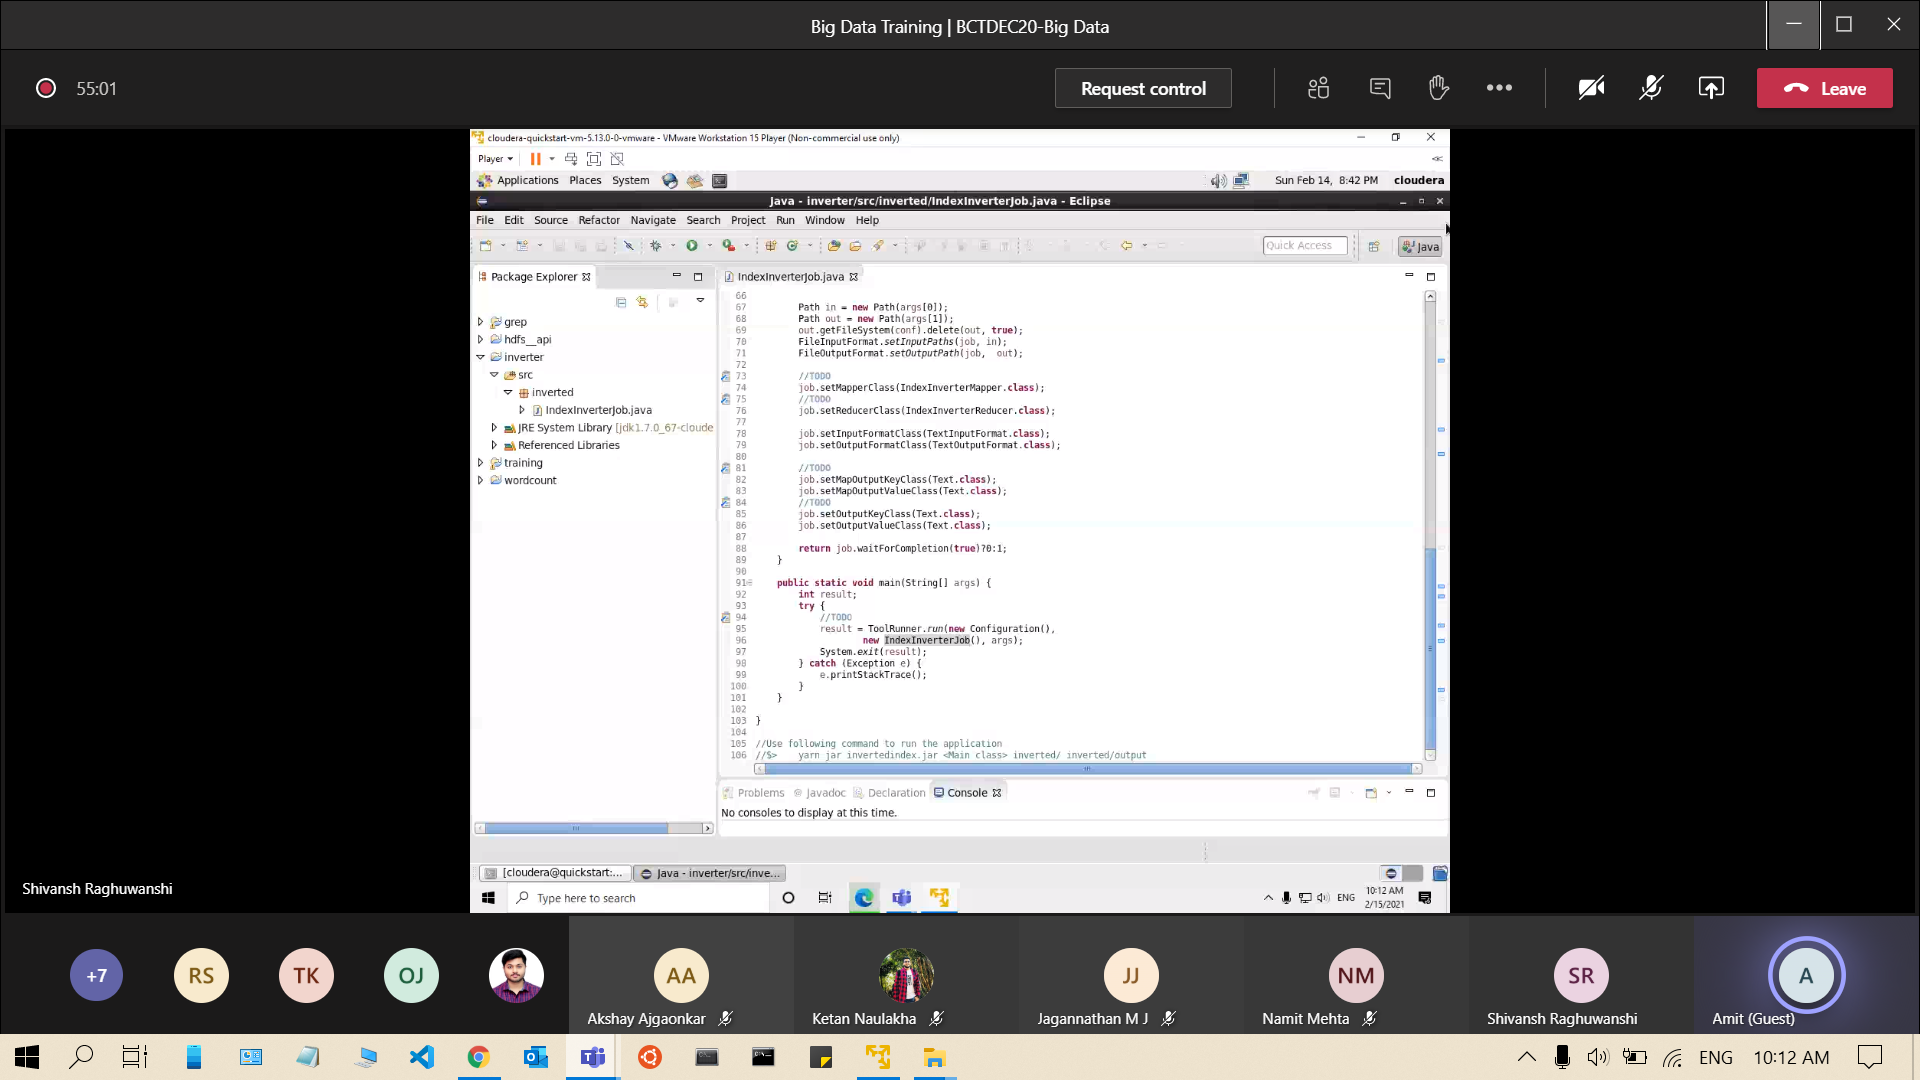 Big Data Training | BCTDEC20-Big Data
55:01
Request control
Leave
cloudera-quickstart-vm-5.13.0-0-vmware - VMware Workstation 15 Player (Non-commercial use only)
Player
Applications Places System
Sun Feb 14, 8:42 PM cloudera
Java - inverter/src/inverted/IndexInverterJob.java - Eclipse
File Edit Source Refactor Navigate Search Project Run Window Help
Quick Access
Java
Package Explorer
IndexInverterJob.java
grep
hdfs__api
inverter
src
inverted
IndexInverterJob.java
JRE System Library [jdk1.7.0_67-cloude
Referenced Libraries
training
wordcount
66
67 Path in = new Path(args[0]);
68 Path out = new Path(args[1]);
69 out.getFileSystem(conf).delete(out, true);
70 FileInputFormat.setInputPaths(job, in);
71 FileOutputFormat.setOutputPath(job, out);
72
73 //TODO
74 job.setMapperClass(IndexInverterMapper.class);
75 //TODO
76 job.setReducerClass(IndexInverterReducer.class);
77
78 job.setInputFormatClass(TextInputFormat.class);
79 job.setOutputFormatClass(TextOutputFormat.class);
80
81 //TODO
82 job.setMapOutputKeyClass(Text.class);
83 job.setMapOutputValueClass(Text.class);
84 //TODO
85 job.setOutputKeyClass(Text.class);
86 job.setOutputValueClass(Text.class);
87
88 return job.waitForCompletion(true)?0:1;
89 }
90
91 public static void main(String[] args) {
92 int result;
93 try {
94 //TODO
95 result = ToolRunner.run(new Configuration(),
96 new IndexInverterJob(), args);
97 System.exit(result);
98 } catch (Exception e) {
99 e.printStackTrace();
100 }
101 }
102
103 }
104
105 //Use following command to run the application
106 //$> yarn jar invertedindex.jar <Main class> inverted/ inverted/output
Problems Javadoc Declaration Console
No consoles to display at this time.
[cloudera@quickstart:... Java - inverter/src/inve...
Type here to search
ENG
10:12 AM
2/15/2021
Shivansh Raghuwanshi
+7
RS
TK
OJ
AA
JJ
NM
SR
A
Akshay Ajgaonkar
Ketan Naulakha
Jagannathan M J
Namit Mehta
Shivansh Raghuwanshi
Amit (Guest)
ENG
10:12 AM